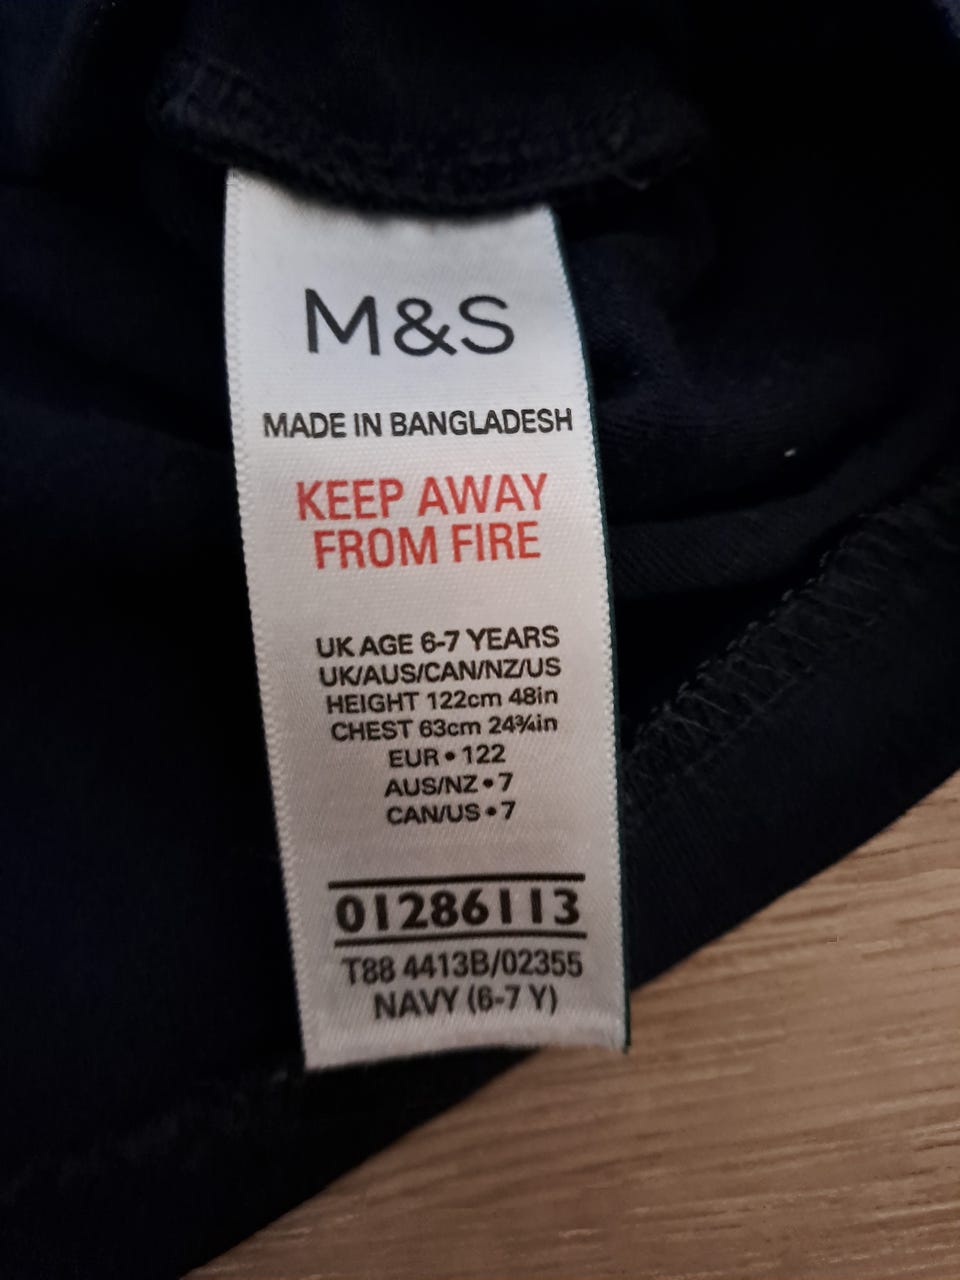 M&S
MADE IN BANGLADESH
KEEP AWAY
FROM FIRE
UK AGE 6-7 YEARS
UK/AUS/CAN/NZ/US
HEIGHT 122cm 48in
CHEST 63cm 24¾in
EUR • 122
AUS/NZ • 7
CAN/US • 7
01286113
T88 4413B/02355
NAVY (6-7 Y)